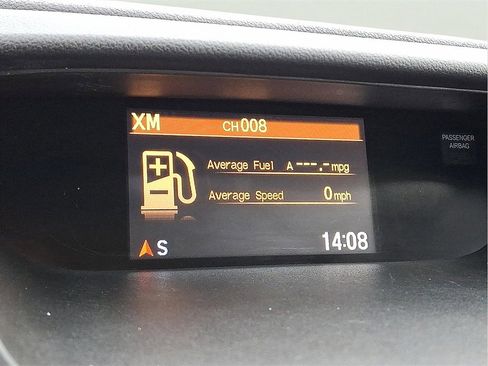 XM CH008
PASSENGER
AIRBAG
Average Fuel A ---.- mpg
Average Speed 0 mph
S 14:08